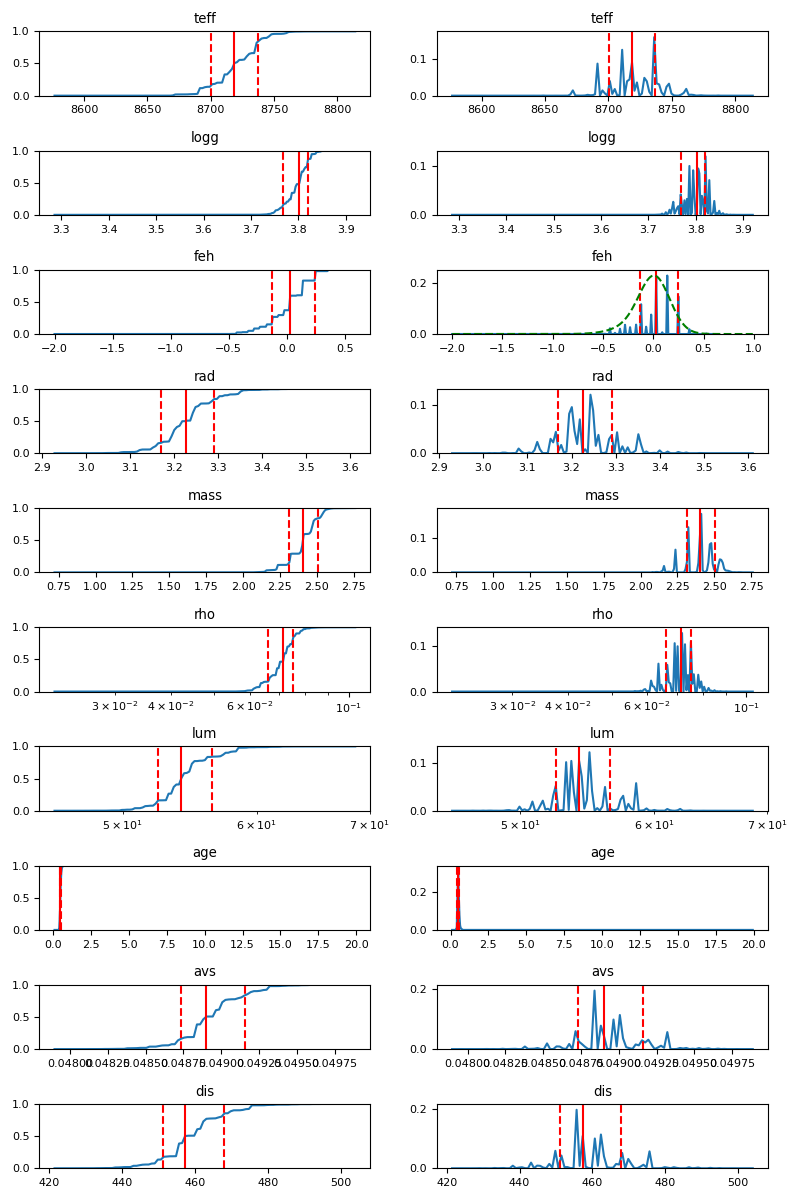 teff teff
1.0
0.5
0.0
0.1
0.0
8600 8650 8700 8750 8800 8600 8650 8700 8750 8800
logg logg
1.0
0.5
0.0
0.1
0.0
3.3 3.4 3.5 3.6 3.7 3.8 3.9 3.3 3.4 3.5 3.6 3.7 3.8 3.9
feh feh
1.0
0.5
0.0
0.2
0.0
−2.0 −1.5 −1.0 −0.5 0.0 0.5 −2.0 −1.5 −1.0 −0.5 0.0 0.5 1.0
rad rad
1.0
0.5
0.0
0.1
0.0
2.9 3.0 3.1 3.2 3.3 3.4 3.5 3.6 2.9 3.0 3.1 3.2 3.3 3.4 3.5 3.6
mass mass
1.0
0.5
0.0
0.1
0.0
0.75 1.00 1.25 1.50 1.75 2.00 2.25 2.50 2.75 0.75 1.00 1.25 1.50 1.75 2.00 2.25 2.50 2.75
rho rho
1.0
0.5
0.0
0.1
0.0
3 × 10⁻² 4 × 10⁻² 6 × 10⁻² 10⁻¹ 3 × 10⁻² 4 × 10⁻² 6 × 10⁻² 10⁻¹
lum lum
1.0
0.5
0.0
0.1
0.0
5 × 10¹ 6 × 10¹ 7 × 10¹ 5 × 10¹ 6 × 10¹ 7 × 10¹
age age
1.0
0.5
0.0
0.2
0.0
0.0 2.5 5.0 7.5 10.0 12.5 15.0 17.5 20.0 0.0 2.5 5.0 7.5 10.0 12.5 15.0 17.5 20.0
avs avs
1.0
0.5
0.0
0.2
0.0
0.04800 0.04825 0.04850 0.04875 0.04900 0.04925 0.04950 0.04975 0.04800 0.04825 0.04850 0.04875 0.04900 0.04925 0.04950 0.04975
dis dis
1.0
0.5
0.0
0.2
0.0
420 440 460 480 500 420 440 460 480 500